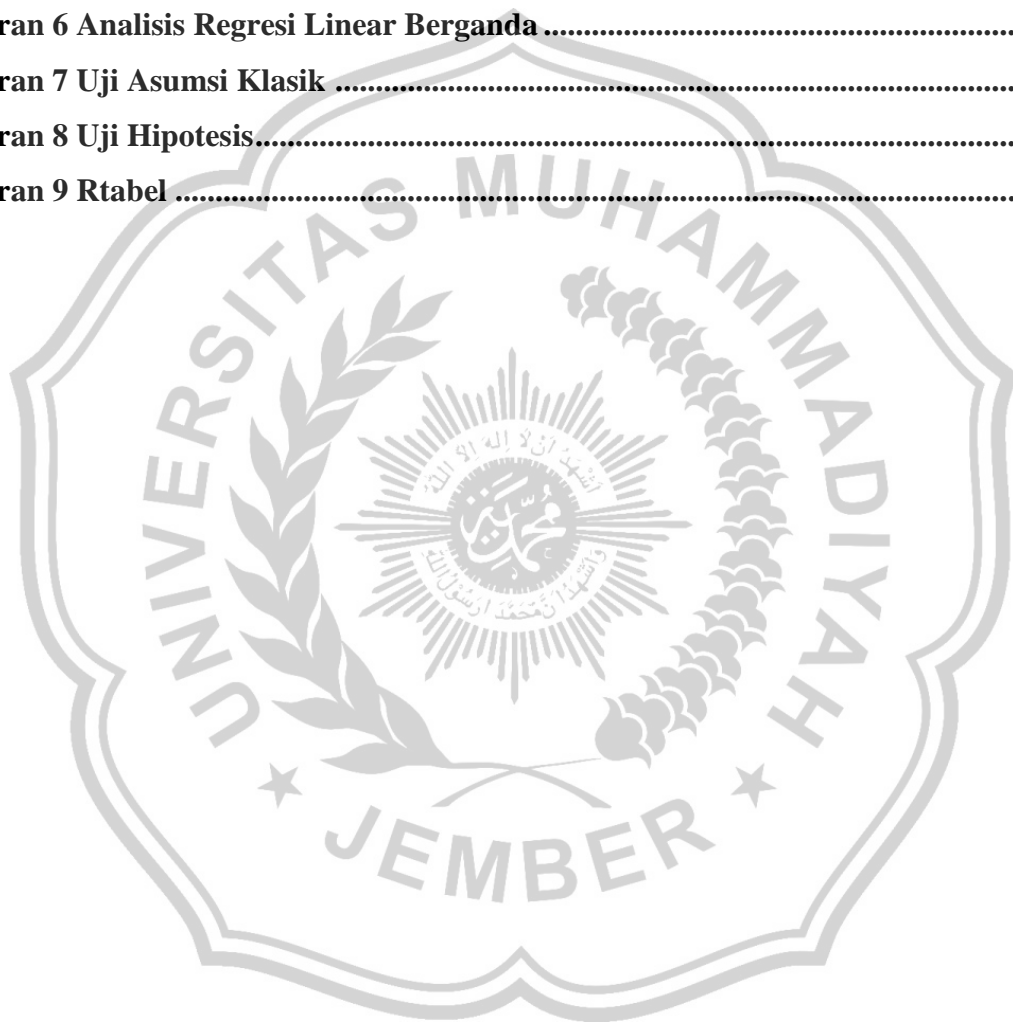 ran 6 Analisis Regresi Linear Berganda ........................................................................
ran 7 Uji Asumsi Klasik ........................................................................
ran 8 Uji Hipotesis........................................................................
ran 9 Rtabel ........................................................................
UNIVERSITAS MUHAMMADIYAH
JEMBER